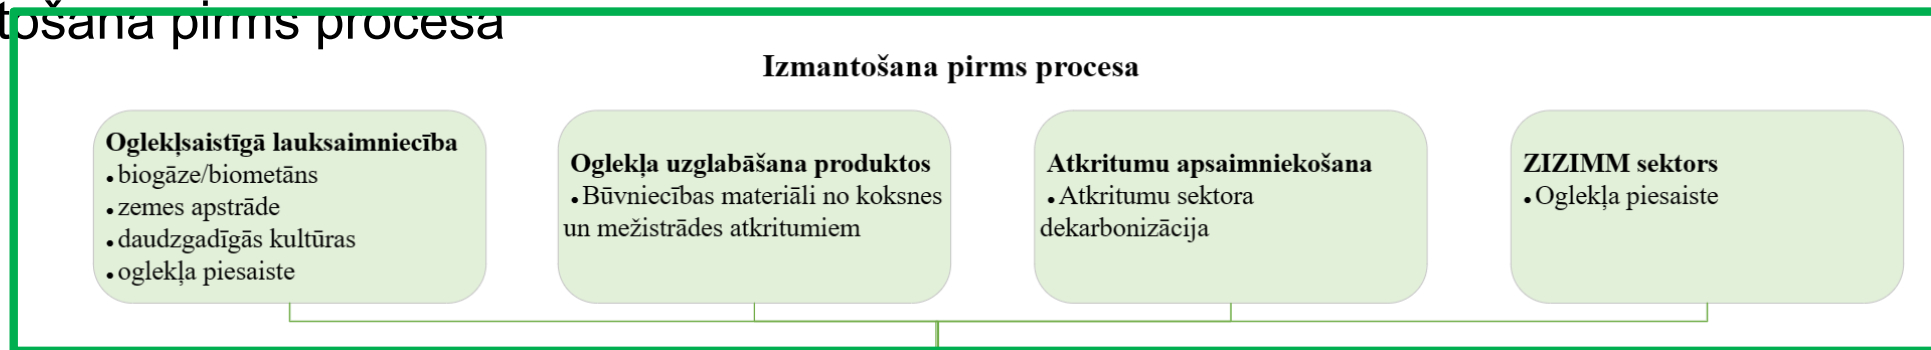 tošana pirms procesa
Izmantošana pirms procesa
Oglekļsaistīgā lauksaimniecība
•biogāze/biometāns
•zemes apstrāde
•daudzgadīgās kultūras
•oglekļa piesaiste
Oglekļa uzglabāšana produktos
•Būvniecības materiāli no koksnes
un mežistrādes atkritumiem
Atkritumu apsaimniekošana
•Atkritumu sektora
dekarbonizācija
ZIZIMM sektors
•Oglekļa piesaiste